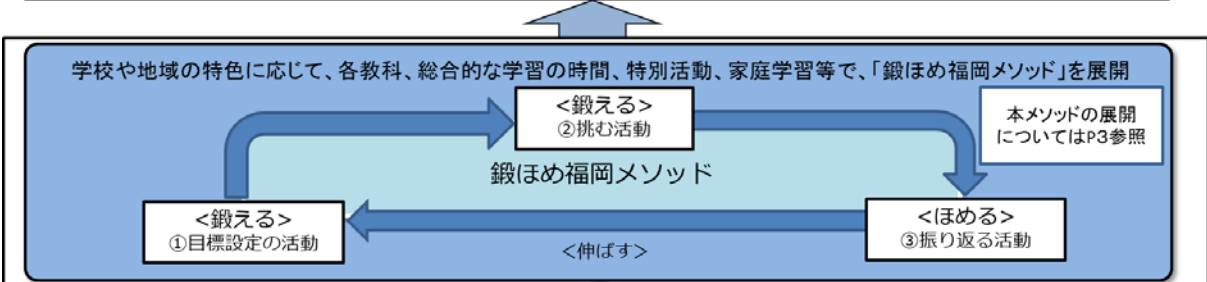 学校や地域の特色に応じて、各教科、総合的な学習の時間、特別活動、家庭学習等で、「鍛ほめ福岡メソッド」を展開
<鍛える>
②挑む活動
本メソッドの展開
についてはP3参照
鍛ほめ福岡メソッド
<鍛える>
①目標設定の活動
<ほめる>
③振り返る活動
<伸ばす>